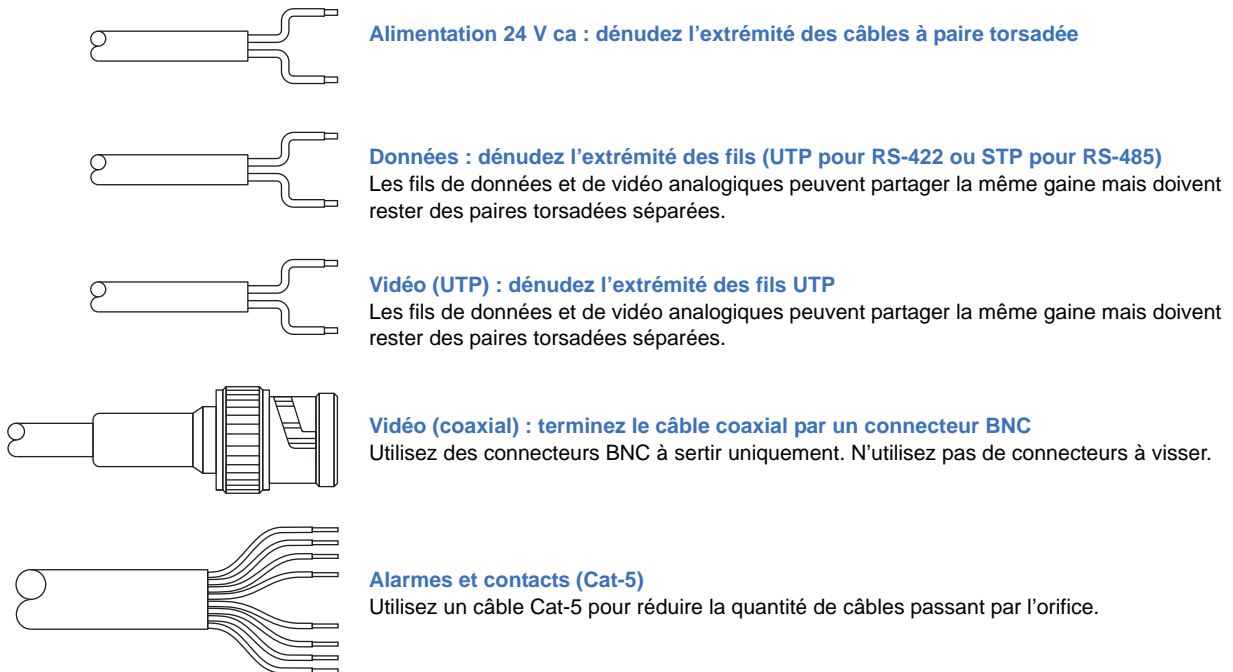 Alimentation 24 V ca : dénudez l’extrémité des câbles à paire torsadée
Données : dénudez l’extrémité des fils (UTP pour RS-422 ou STP pour RS-485)
Les fils de données et de vidéo analogiques peuvent partager la même gaine mais doivent
rester des paires torsadées séparées.
Vidéo (UTP) : dénudez l’extrémité des fils UTP
Les fils de données et de vidéo analogiques peuvent partager la même gaine mais doivent
rester des paires torsadées séparées.
Vidéo (coaxial) : terminez le câble coaxial par un connecteur BNC
Utilisez des connecteurs BNC à sertir uniquement. N’utilisez pas de connecteurs à visser.
Alarmes et contacts (Cat-5)
Utilisez un câble Cat-5 pour réduire la quantité de câbles passant par l’orifice.